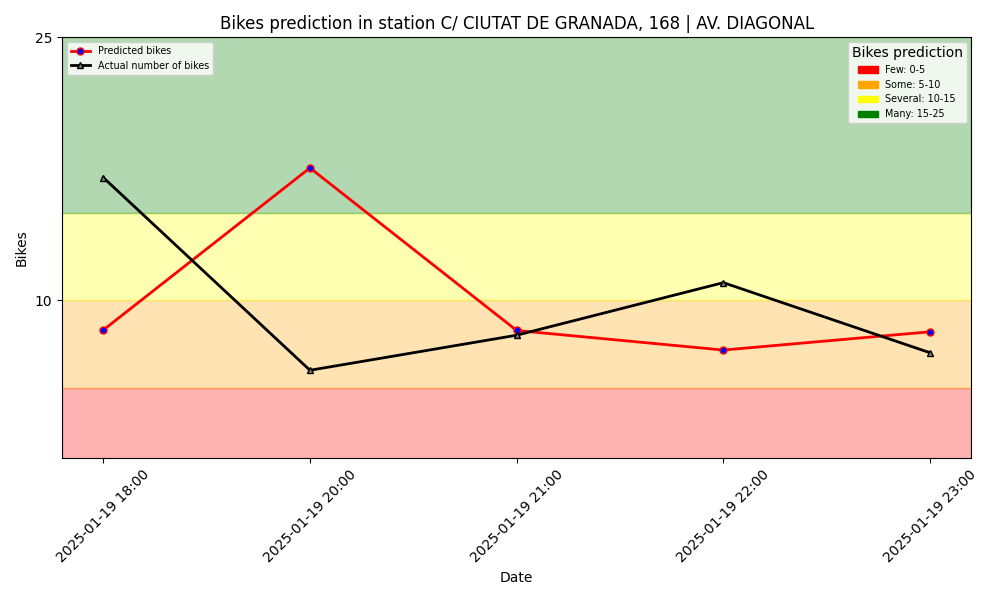 Bikes prediction in station C/ CIUTAT DE GRANADA, 168 | AV. DIAGONAL
25
Predicted bikes
Actual number of bikes
Bikes prediction
Few: 0-5
Some: 5-10
Several: 10-15
Many: 15-25
Bikes
10
2025-01-19 18:00
2025-01-19 20:00
2025-01-19 21:00
2025-01-19 22:00
2025-01-19 23:00
Date